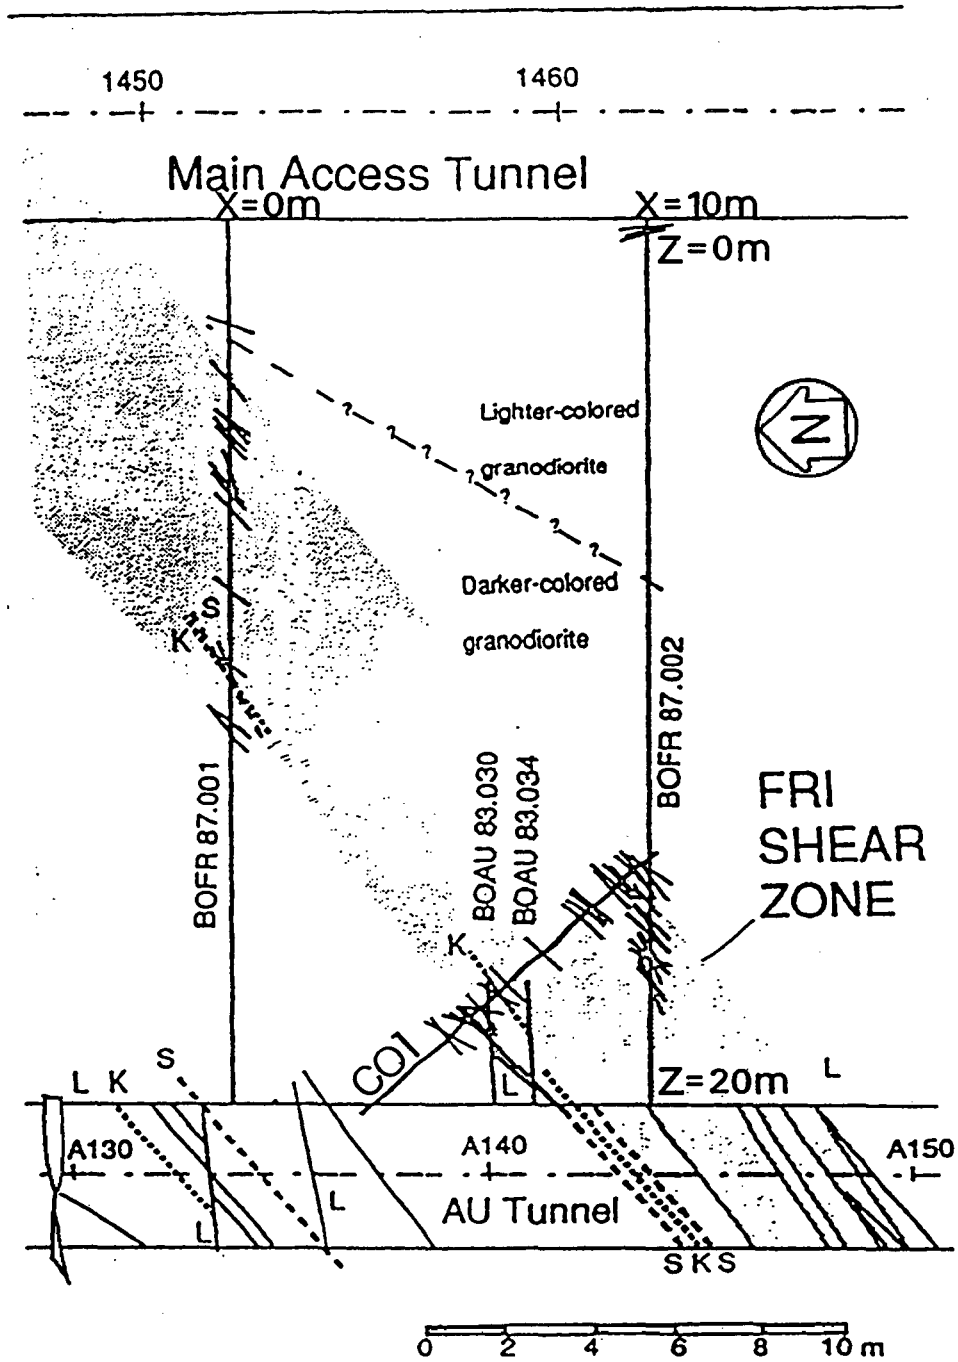 1450
1460
Main Access Tunnel
X=0m
X=10m
Z=0m
Lighter-colored
granodiorite
N
?
?
?
?
?
?
?
Darker-colored
granodiorite
S
K
BOFR 87.001
BOFR 87.002
BOAU 83.030
BOAU 83.034
FRI
SHEAR
ZONE
K
CO1
L
Z=20m
L
L K
S
A130
A140
A150
L
L
AU Tunnel
S K S
0 2 4 6 8 10 m